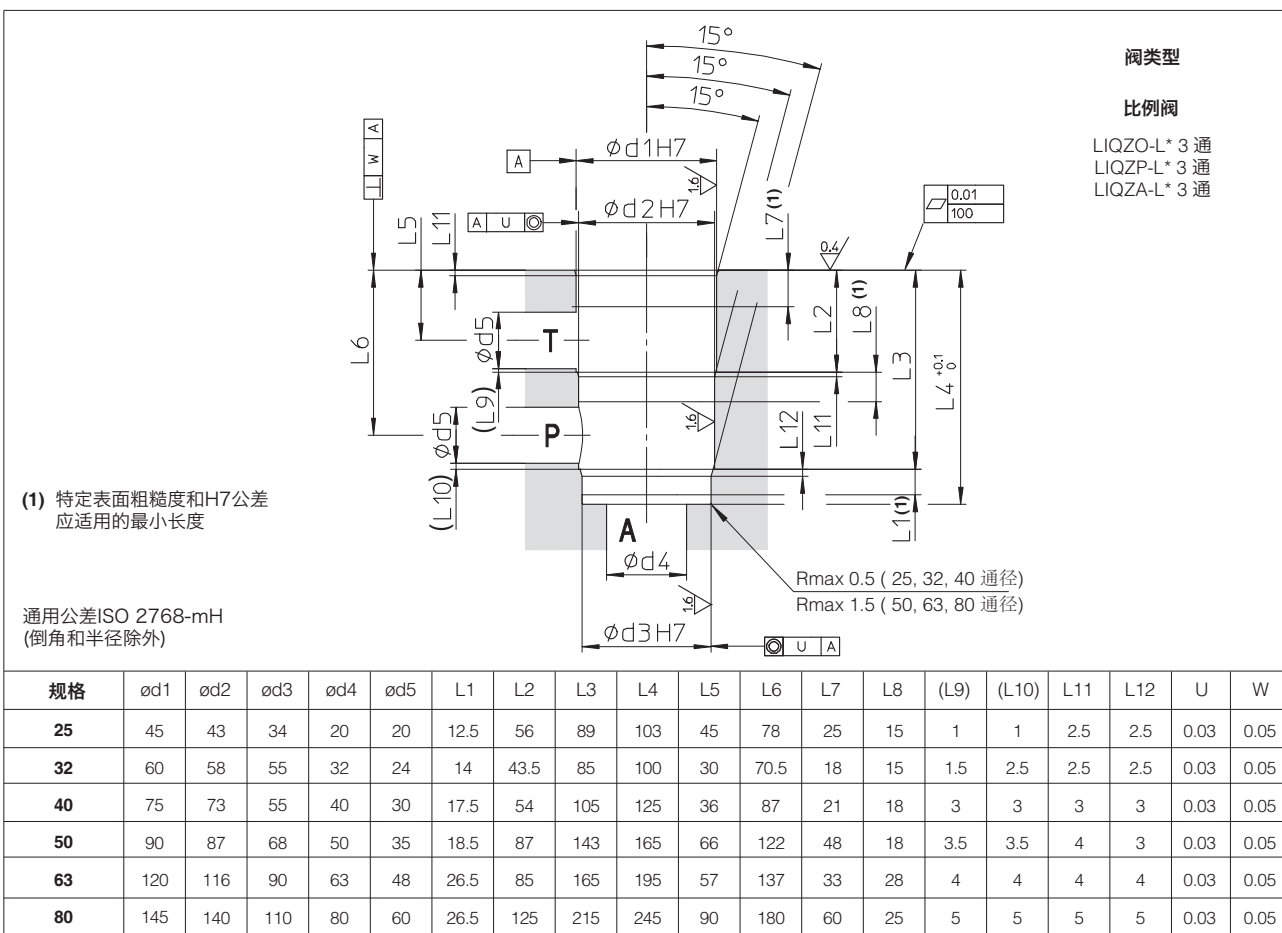 15°
15°
15°
阀类型
比例阀
LIQZO-L* 3 通
LIQZP-L* 3 通
LIQZA-L* 3 通
A
W
A
ød1H7
1.6
ød2H7
A U
L5
L11
L7 (1)
0.01
100
0.4
L6
ød5
T
L2
L8 (1)
L3
L4 +0.1 0
(L9)
ød5
P
1.6
L12
L11
(L10)
L1(1)
(1) 特定表面粗糙度和H7公差
应适用的最小长度
A
ød4
Rmax 0.5 ( 25, 32, 40 通径)
Rmax 1.5 ( 50, 63, 80 通径)
1.6
通用公差ISO 2768-mH
(倒角和半径除外)
ød3H7
U A
规格 ød1 ød2 ød3 ød4 ød5 L1 L2 L3 L4 L5 L6 L7 L8 (L9) (L10) L11 L12 U W
25 45 43 34 20 20 12.5 56 89 103 45 78 25 15 1 1 2.5 2.5 0.03 0.05
32 60 58 55 32 24 14 43.5 85 100 30 70.5 18 15 1.5 2.5 2.5 2.5 0.03 0.05
40 75 73 55 40 30 17.5 54 105 125 36 87 21 18 3 3 3 3 0.03 0.05
50 90 87 68 50 35 18.5 87 143 165 66 122 48 18 3.5 3.5 4 3 0.03 0.05
63 120 116 90 63 48 26.5 85 165 195 57 137 33 28 4 4 4 4 0.03 0.05
80 145 140 110 80 60 26.5 125 215 245 90 180 60 25 5 5 5 5 0.03 0.05